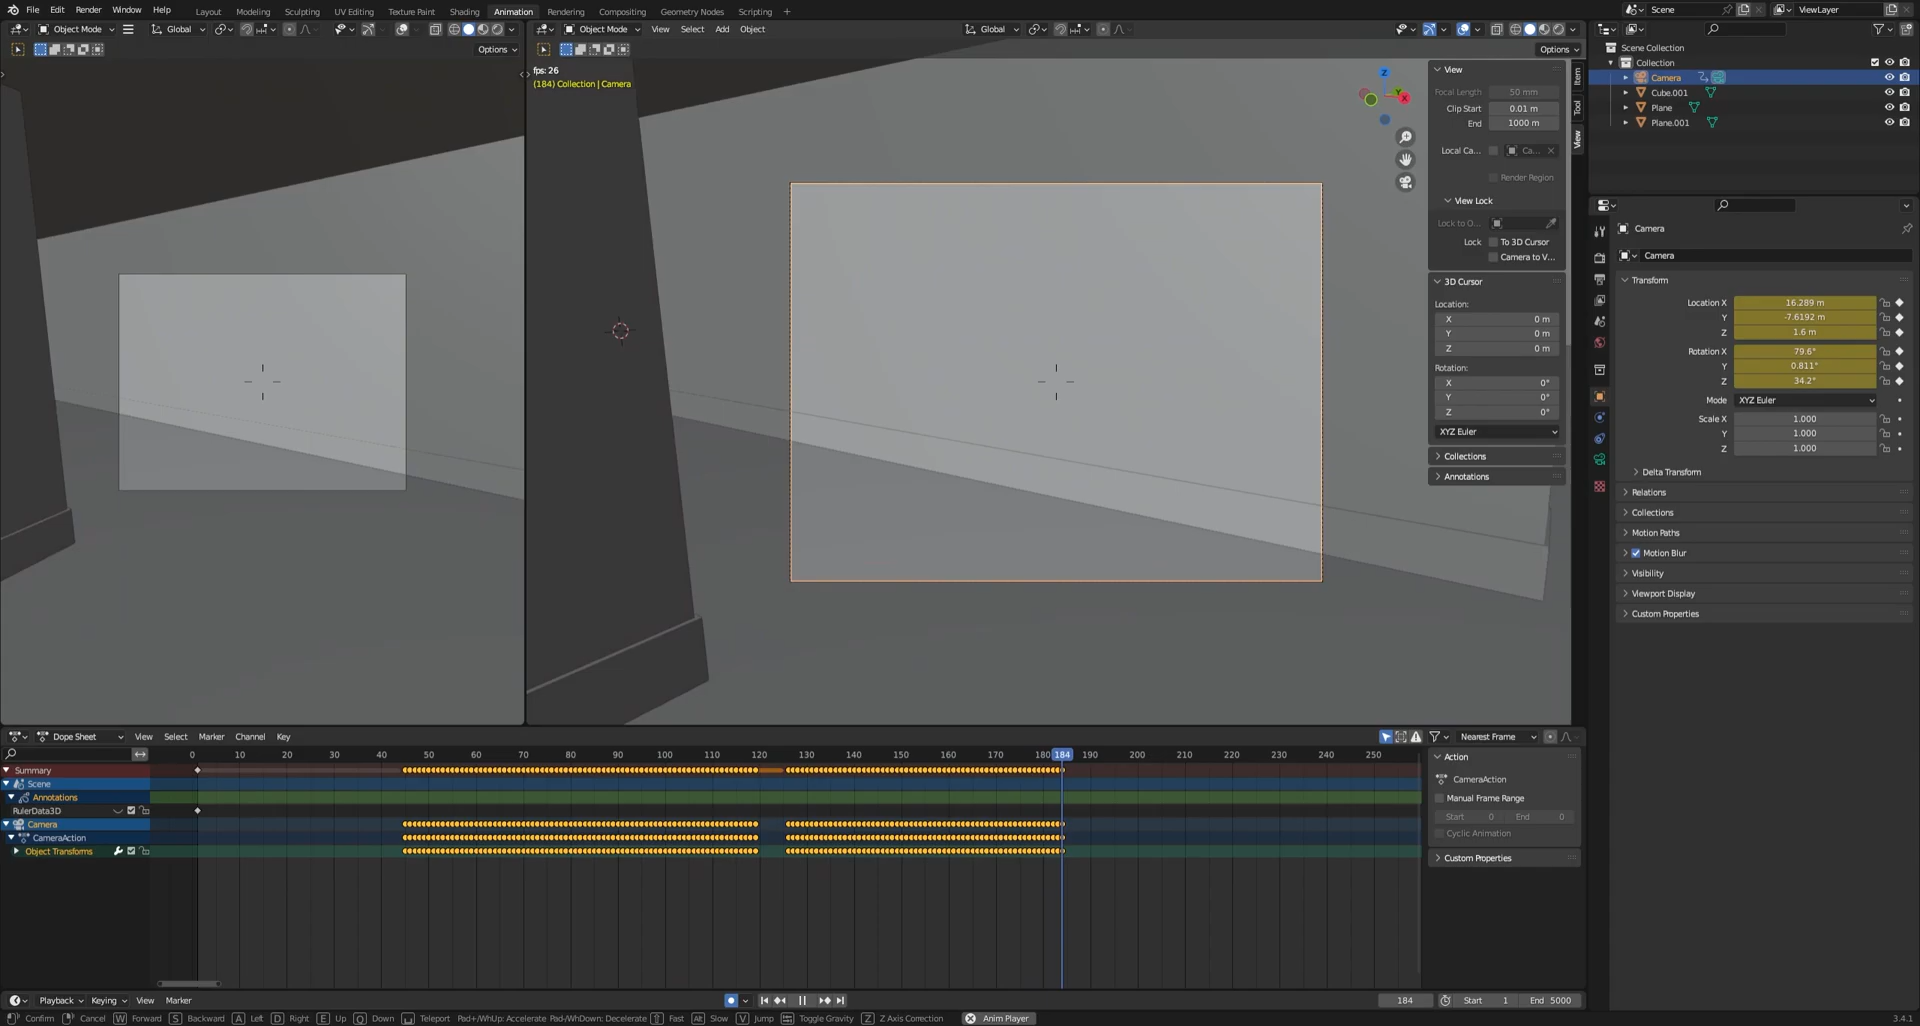 File Edit Render Window Help Layout Modeling Sculpting UV Editing Texture Paint Shading Animation Rendering Compositing Geometry Nodes Scripting + Scene ViewLayer
Object Mode Global Object Mode View Select Add Object Global
Options Options
Scene Collection
Collection
Camera
Cube.001
Plane
Plane.001
fps: 26
(184) Collection | Camera
Z
Y
X
View
Focal Length 50 mm
Clip Start 0.01 m
End 1000 m
Local Ca... Ca...
Render Region
View Lock
Lock to O...
Lock To 3D Cursor
Camera to V...
3D Cursor
Location:
X 0 m
Y 0 m
Z 0 m
Rotation:
X 0°
Y 0°
Z 0°
XYZ Euler
Collections
Annotations
Item
Tool
View
Camera
Camera
Transform
Location X 16.289 m
Y -7.6192 m
Z 1.6 m
Rotation X 79.6°
Y 0.811°
Z 34.2°
Mode XYZ Euler
Scale X 1.000
Y 1.000
Z 1.000
Delta Transform
Relations
Collections
Motion Paths
Motion Blur
Visibility
Viewport Display
Custom Properties
Dope Sheet View Select Marker Channel Key Nearest Frame
0 10 20 30 40 50 60 70 80 90 100 110 120 130 140 150 160 170 180 184 190 200 210 220 230 240 250
Summary
Scene
Annotations
RulerData3D
Camera
CameraAction
Object Transforms
Action
CameraAction
Manual Frame Range
Start 0 End 0
Cyclic Animation
Custom Properties
Playback Keying View Marker 184 Start 1 End 5000
Confirm Cancel W Forward S Backward A Left D Right E Up Q Down Teleport Pad+/WhUp: Accelerate Pad-/WhDown: Decelerate Fast Alt Slow V Jump Toggle Gravity Z Z Axis Correction Anim Player 3.4.1